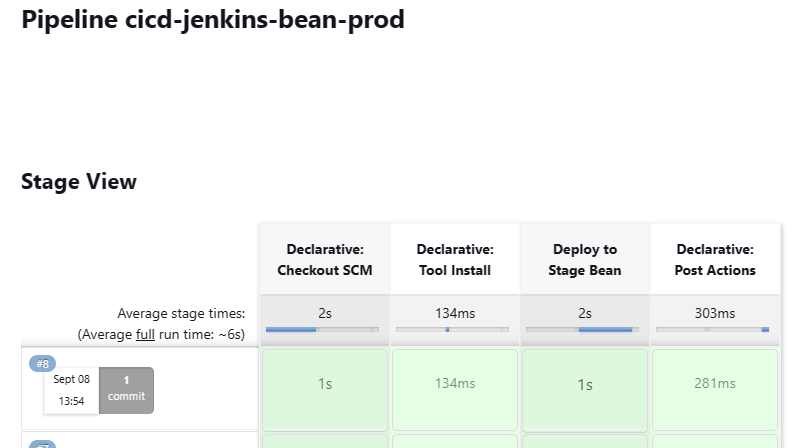 Pipeline cicd-jenkins-bean-prod
Stage View
Declarative: Checkout SCM
Declarative: Tool Install
Deploy to Stage Bean
Declarative: Post Actions
Average stage times:
(Average full run time: ~6s)
2s
134ms
2s
303ms
#8
Sept 08
13:54
1
commit
1s
134ms
1s
281ms